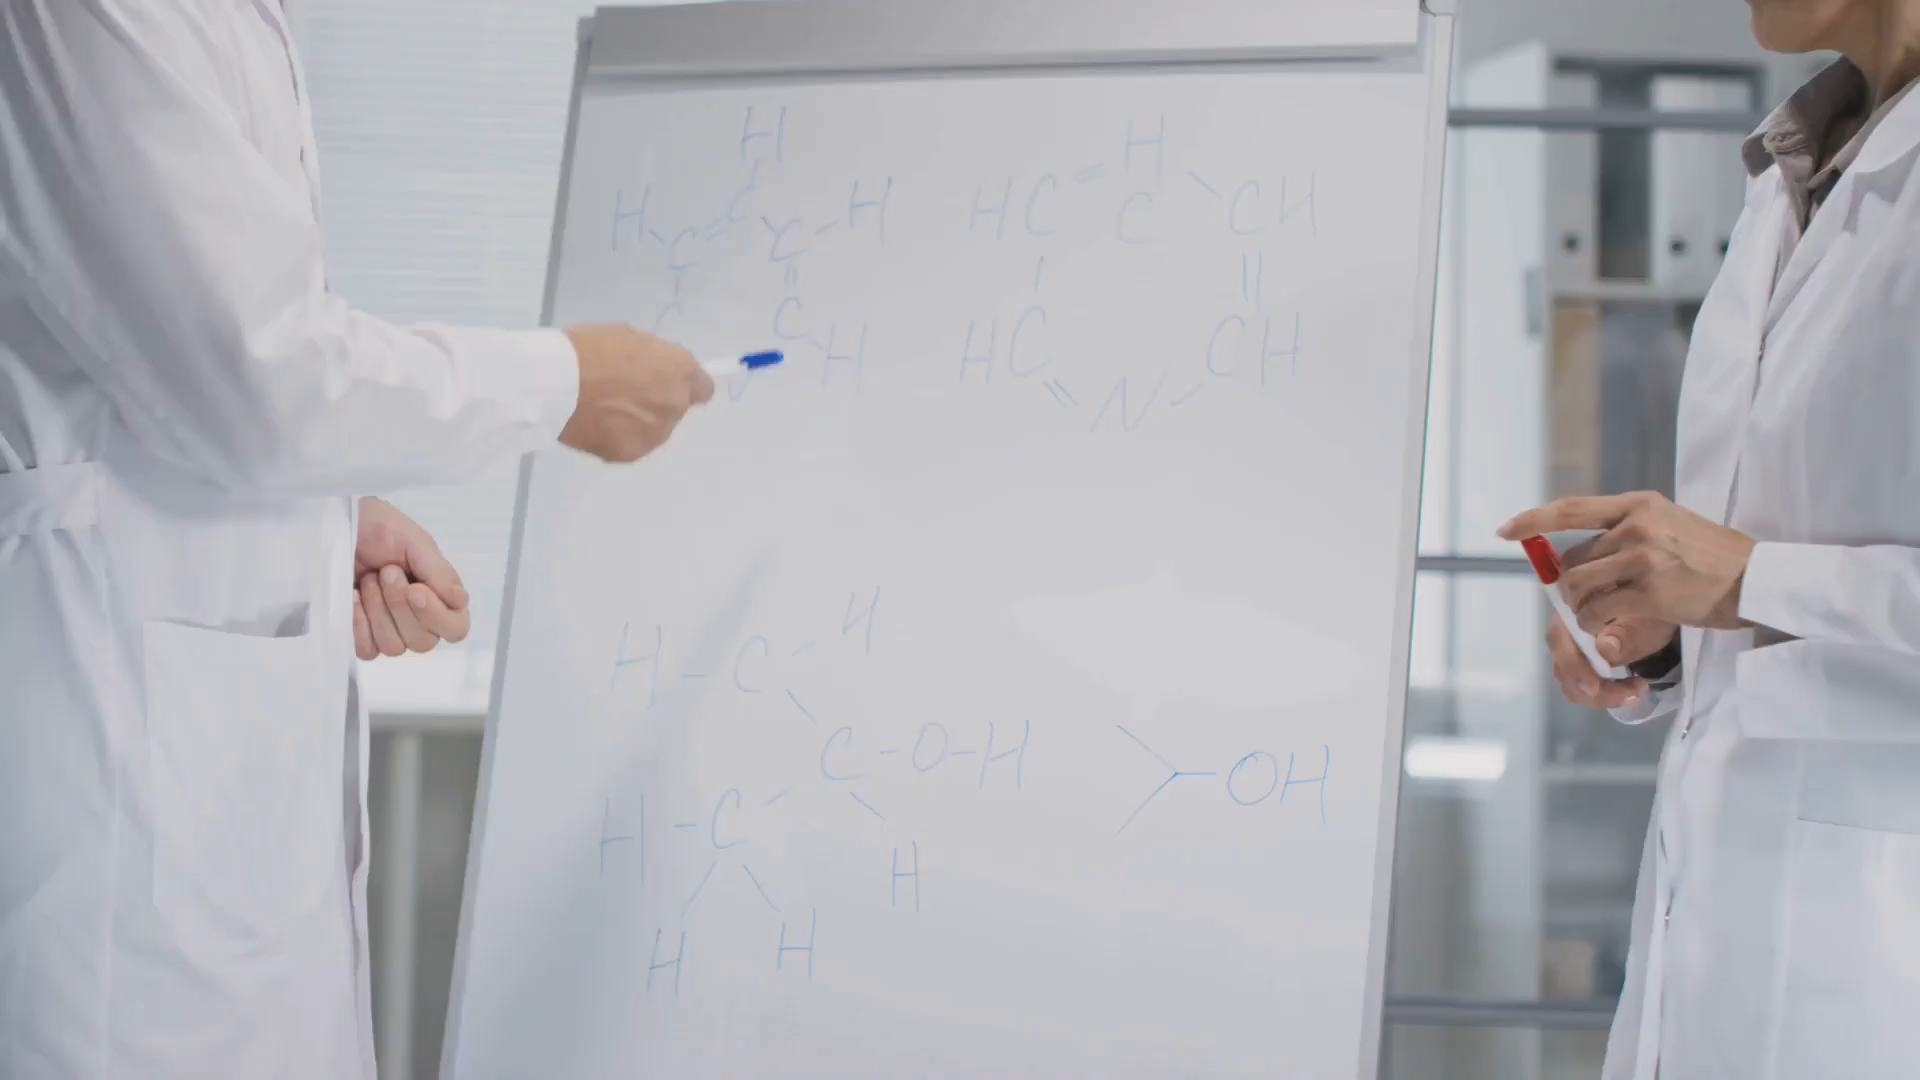 H H
H C C H HC C CH
C C
C C H HC CH
N
H
H - C
C - O - H OH
H - C
H
H H